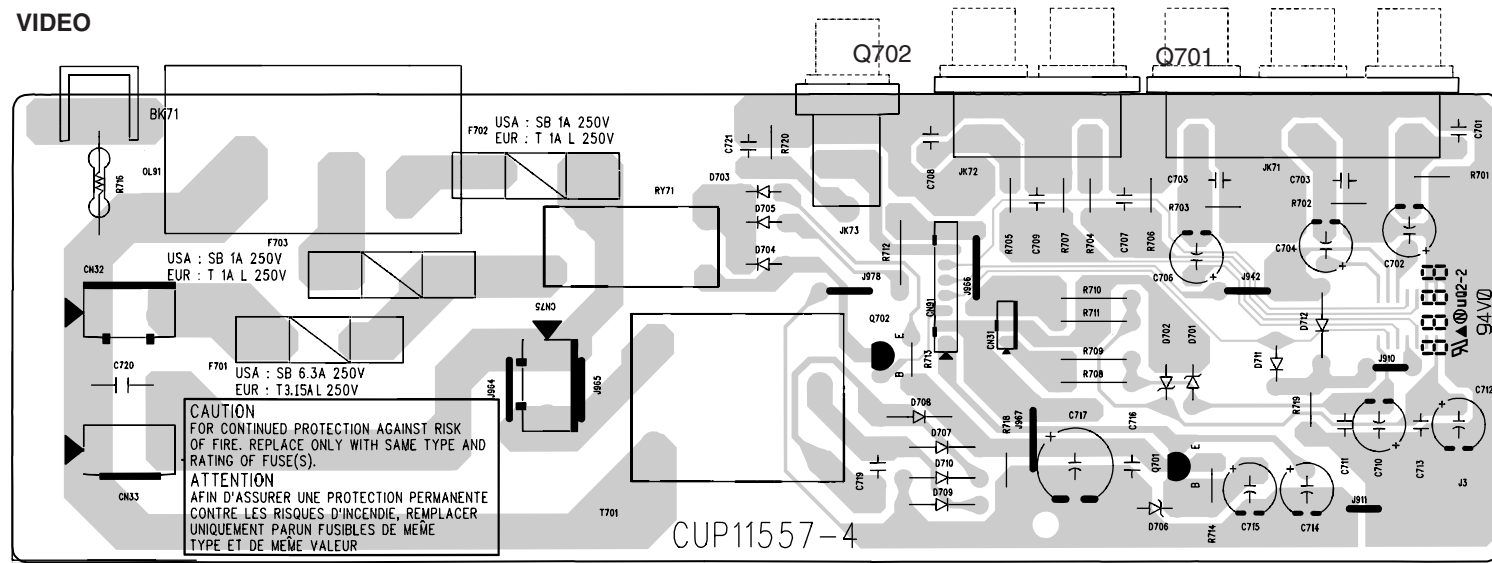 VIDEO
Q702
Q701
BK71
R716
OL91
F702
USA : SB 1A 250V
EUR : T 1A L 250V
C721
R720
C708
JK72
C705
JK71
C703
C701
R701
R703
R702
D703
D705
D704
RY71
JK73
R712
R705
C709
R707
R704
C707
R706
C706
C704
C702
F703
USA : SB 1A 250V
EUR : T 1A L 250V
CN32
J978
CN91
J966
J942
R710
R711
CN75
Q702
E
B
R713
CN31
D702
D701
D712
D711
94V0
UQ2-2
C720
F701
USA : SB 6.3A 250V
EUR : T3.15A L 250V
J964
J965
R709
R708
J910
C712
CAUTION
FOR CONTINUED PROTECTION AGAINST RISK
OF FIRE. REPLACE ONLY WITH SAME TYPE AND
RATING OF FUSE(S).
ATTENTION
AFIN D'ASSURER UNE PROTECTION PERMANENTE
CONTRE LES RISQUES D'INCENDIE, REMPLACER
UNIQUEMENT PARUN FUSIBLES DE MEME
TYPE ET DE MÊME VALEUR
CN33
T701
CUP11557-4
D708
D707
D710
D709
C719
R718
J967
C717
C716
Q701
E
B
D706
R714
C715
C714
R719
C711
C710
C713
J3
J911